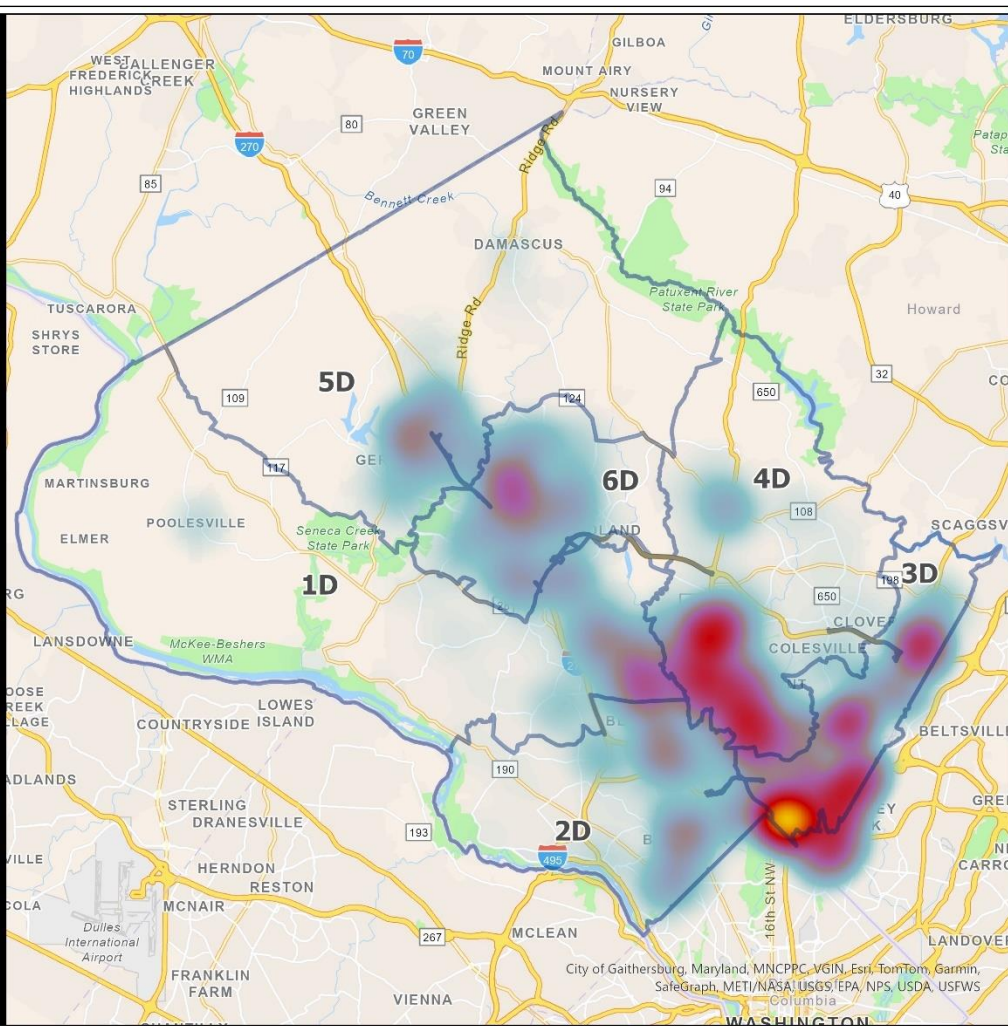 ELDERSBURG
70
GILBOA
WEST
FREDERICK
HIGHLANDS
BALLENGER
CREEK
MOUNT AIRY
NURSERY
VIEW
GREEN
VALLEY
80
270
Ridge Rd
85
94
40
Bennett Creek
DAMASCUS
TUSCARORA
Patuxent River
State Park
Howard
SHRYS
STORE
Ridge Rd
32
5D
109
124
650
117
MARTINSBURG
6D
4D
POOLESVILLE
108
ELMER
Seneca Creek
State Park
SCAGGSV
3D
198
1D
650
CLOVER
LANSDOWNE
McKee-Beshers
WMA
COLESVILLE
LOWES
ISLAND
COUNTRYSIDE
BELTSVILLE
190
STERLING
DRANESVILLE
193
2D
495
HERNDON
RESTON
16th St NW
MCNAIR
Dulles
International
Airport
267
MCLEAN
LANDOVER
City of Gaithersburg, Maryland, MNCPPC, VGIN, Esri, TomTom, Garmin,
SafeGraph, METI/NASA, USGS, EPA, NPS, USDA, USFWS
FRANKLIN
FARM
VIENNA
Columbia
WASHINGTON